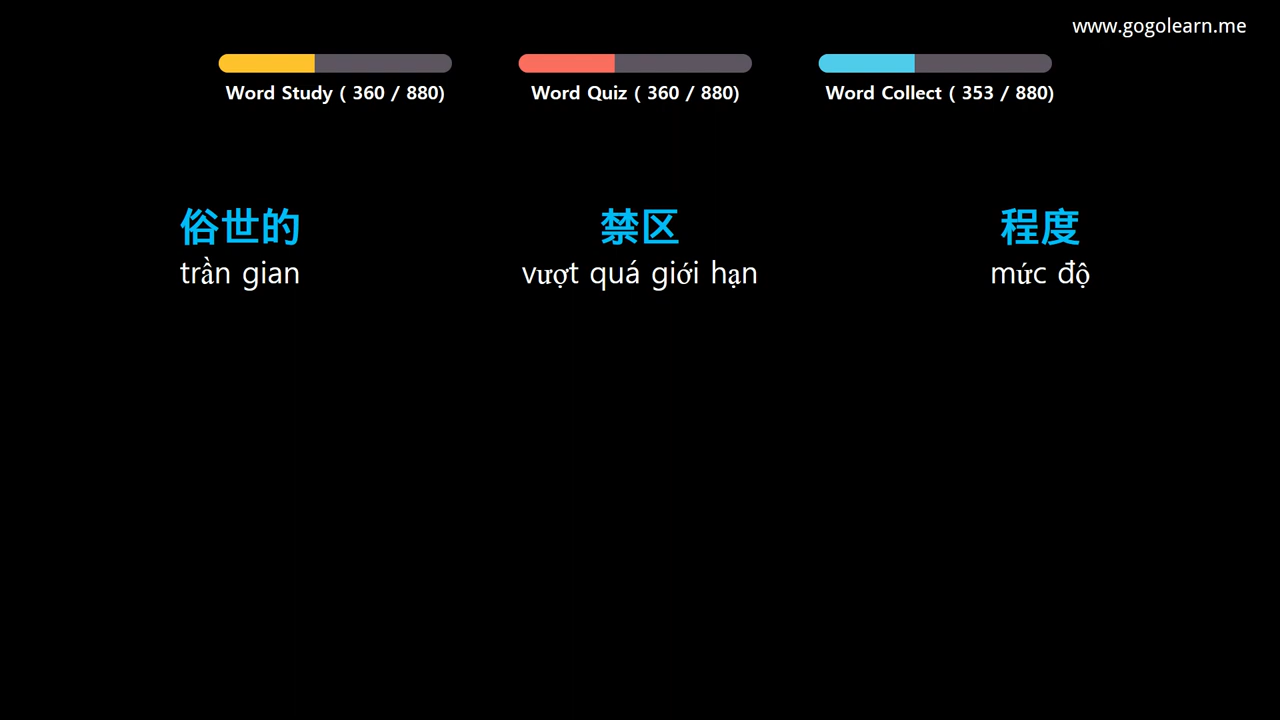 www.gogolearn.me
Word Study ( 360 / 880)
Word Quiz ( 360 / 880)
Word Collect ( 353 / 880)
俗世的
trần gian
禁区
vượt quá giới hạn
程度
mức độ